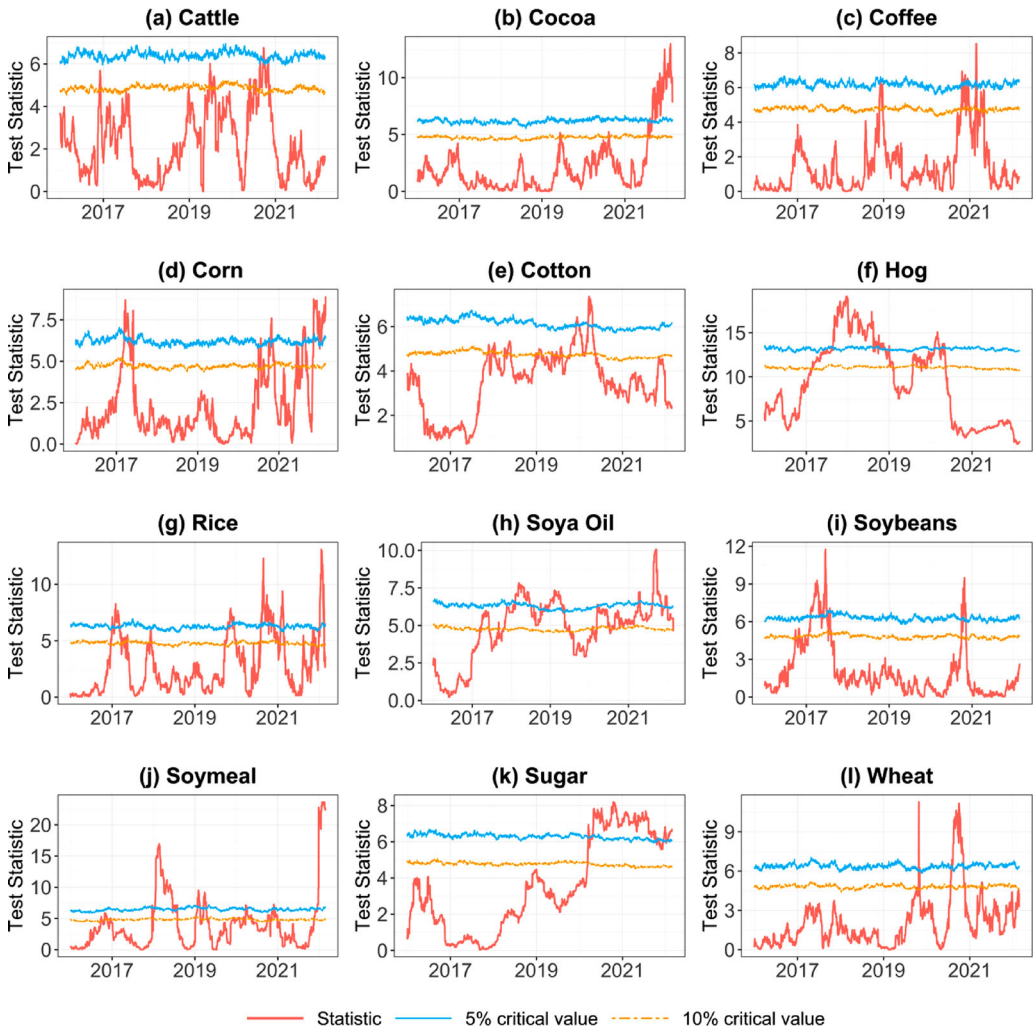 (a) Cattle
(b) Cocoa
(c) Coffee
Test Statistic
6
4
2
0
2017 2019 2021
Test Statistic
10
5
0
2017 2019 2021
Test Statistic
8
6
4
2
0
2017 2019 2021
(d) Corn
(e) Cotton
(f) Hog
Test Statistic
7.5
5.0
2.5
0.0
2017 2019 2021
Test Statistic
6
4
2
2017 2019 2021
Test Statistic
15
10
5
2017 2019 2021
(g) Rice
(h) Soya Oil
(i) Soybeans
Test Statistic
10
5
0
2017 2019 2021
Test Statistic
10.0
7.5
5.0
2.5
0.0
2017 2019 2021
Test Statistic
12
9
6
3
0
2017 2019 2021
(j) Soymeal
(k) Sugar
(l) Wheat
Test Statistic
20
15
10
5
0
2017 2019 2021
Test Statistic
8
6
4
2
0
2017 2019 2021
Test Statistic
9
6
3
0
2017 2019 2021
Statistic 5% critical value 10% critical value